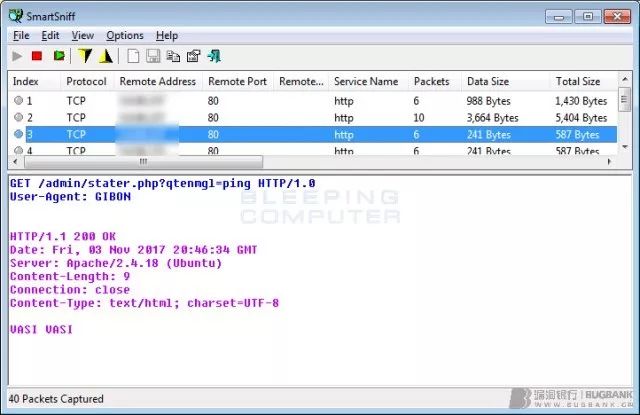 SmartSniff
File Edit View Options Help
Index Protocol Remote Address Remote Port Remote... Service Name Packets Data Size Total Size
1 TCP 80 http 6 988 Bytes 1,430 Bytes
2 TCP 80 http 10 3,664 Bytes 5,404 Bytes
3 TCP 80 http 6 241 Bytes 587 Bytes
4 TCP 80 http 6 241 Bytes 587 Bytes
GET /admin/stater.php?qtenmgl=ping HTTP/1.0
User-Agent: GIBON
BLEEPING
COMPUTER
HTTP/1.1 200 OK
Date: Fri, 03 Nov 2017 20:46:34 GMT
Server: Apache/2.4.18 (Ubuntu)
Content-Length: 9
Connection: close
Content-Type: text/html; charset=UTF-8
VASI VASI
40 Packets Captured
漏洞银行 BUGBANK
WWW.BUGBANK.CN